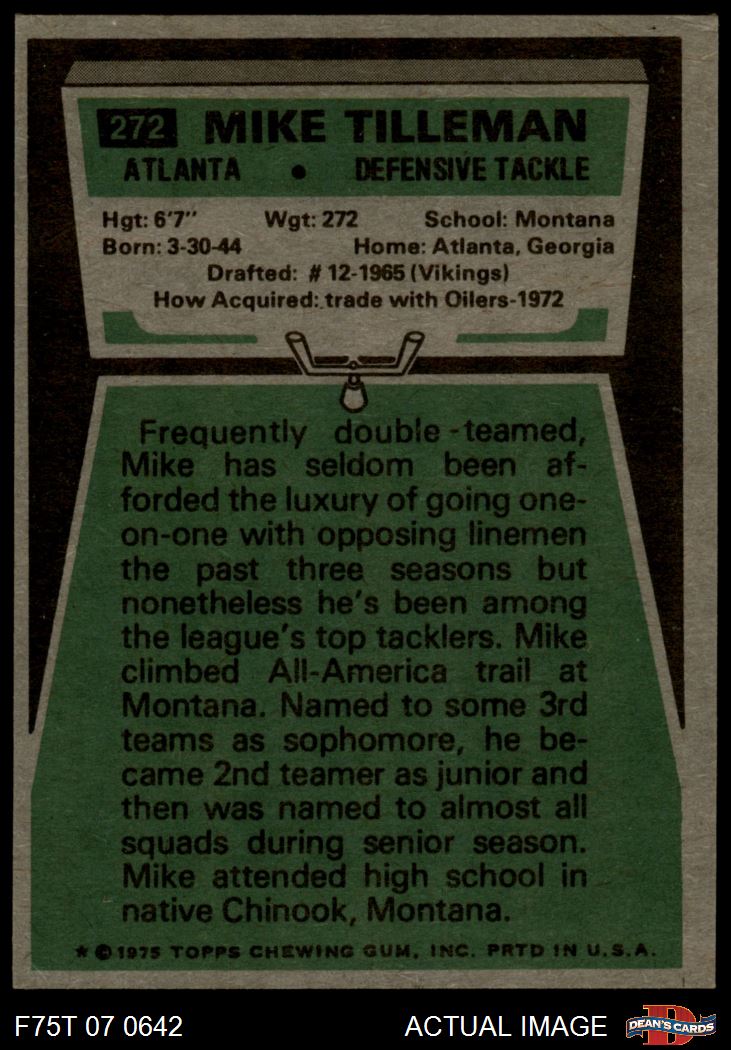 272 MIKE TILLEMAN
ATLANTA • DEFENSIVE TACKLE
Hgt: 6'7" Wgt: 272 School: Montana
Born: 3-30-44 Home: Atlanta, Georgia
Drafted: # 12-1965 (Vikings)
How Acquired: trade with Oilers-1972
Frequently double-teamed,
Mike has seldom been af-
forded the luxury of going one-
on-one with opposing linemen
the past three seasons but
nonetheless he's been among
the league's top tacklers. Mike
climbed All-America trail at
Montana. Named to some 3rd
teams as sophomore, he be-
came 2nd teamer as junior and
then was named to almost all
squads during senior season.
Mike attended high school in
native Chinook, Montana.
★ © 1975 TOPPS CHEWING GUM, INC. PRTD IN U.S.A.
F75T 07 0642 ACTUAL IMAGE DEAN'S CARDS